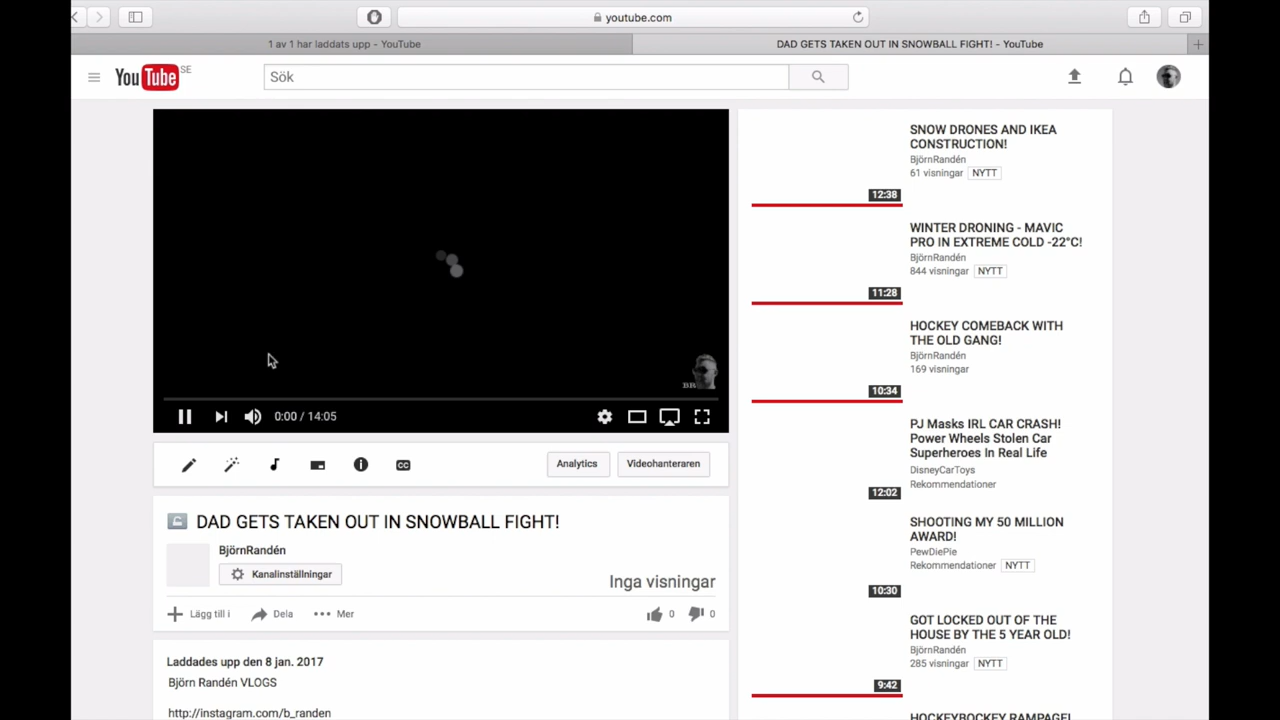 youtube.com
1 av 1 har laddats upp - YouTube
DAD GETS TAKEN OUT IN SNOWBALL FIGHT! - YouTube
YouTube SE
Sök
0:00 / 14:05
CC
Analytics
Videohanteraren
DAD GETS TAKEN OUT IN SNOWBALL FIGHT!
BjörnRandén
Kanalinställningar
Inga visningar
Lägg till i
Dela
Mer
0
0
Laddades upp den 8 jan. 2017
Björn Randén VLOGS
http://instagram.com/b_randen
SNOW DRONES AND IKEA
CONSTRUCTION!
BjörnRandén
61 visningar NYTT
12:38
WINTER DRONING - MAVIC
PRO IN EXTREME COLD -22°C!
BjörnRandén
844 visningar NYTT
11:28
HOCKEY COMEBACK WITH
THE OLD GANG!
BjörnRandén
169 visningar
10:34
PJ Masks IRL CAR CRASH!
Power Wheels Stolen Car
Superheroes In Real Life
DisneyCarToys
Rekommendationer
12:02
SHOOTING MY 50 MILLION
AWARD!
PewDiePie
Rekommendationer NYTT
10:30
GOT LOCKED OUT OF THE
HOUSE BY THE 5 YEAR OLD!
BjörnRandén
285 visningar NYTT
9:42
HOCKEYBOCKEY RAMPAGE!